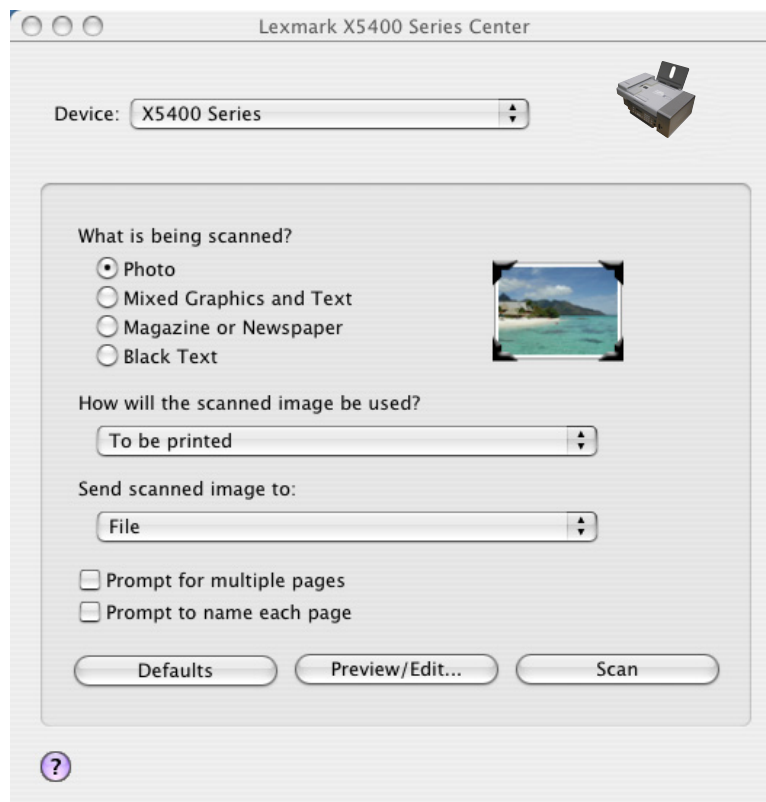 Lexmark X5400 Series Center
Device: X5400 Series
What is being scanned?
Photo
Mixed Graphics and Text
Magazine or Newspaper
Black Text
How will the scanned image be used?
To be printed
Send scanned image to:
File
Prompt for multiple pages
Prompt to name each page
Defaults Preview/Edit... Scan
?